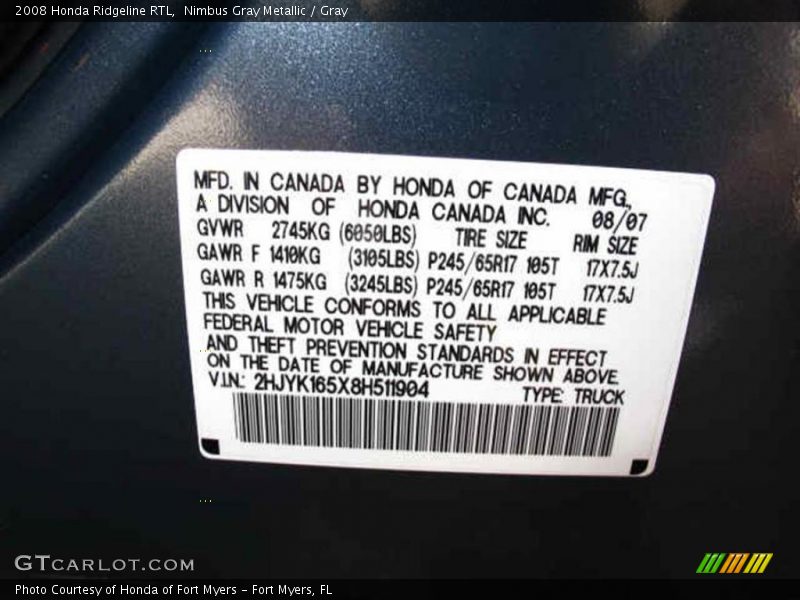 2008 Honda Ridgeline RTL,  Nimbus Gray Metallic / Gray
MFD. IN CANADA BY HONDA OF CANADA MFG.,
A DIVISION OF HONDA CANADA INC. 08/07
GVWR 2745KG (6050LBS) TIRE SIZE RIM SIZE
GAWR F 1410KG (3105LBS) P245/65R17 105T 17X7.5J
GAWR R 1475KG (3245LBS) P245/65R17 105T 17X7.5J
THIS VEHICLE CONFORMS TO ALL APPLICABLE
FEDERAL MOTOR VEHICLE SAFETY
AND THEFT PREVENTION STANDARDS IN EFFECT
ON THE DATE OF MANUFACTURE SHOWN ABOVE.
V.I.N.: 2HJYK165X8H511904 TYPE: TRUCK
GTCARLOT.COM
Photo Courtesy of Honda of Fort Myers - Fort Myers, FL